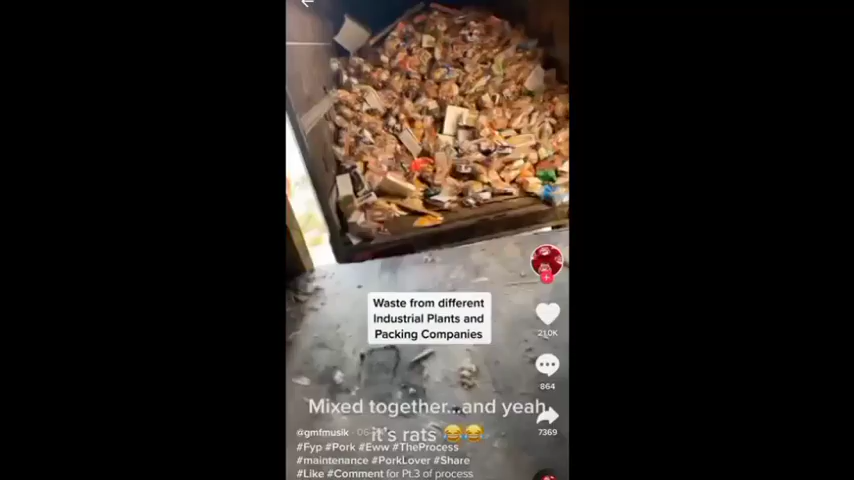 Waste from different
Industrial Plants and
Packing Companies
210K
864
Mixed together...and yeah
it's rats 😂😂
7369
@gmfmusik
#Fyp #Pork #Eww #TheProcess
#maintenance #PorkLover #Share
#Like #Comment for Pt.3 of process